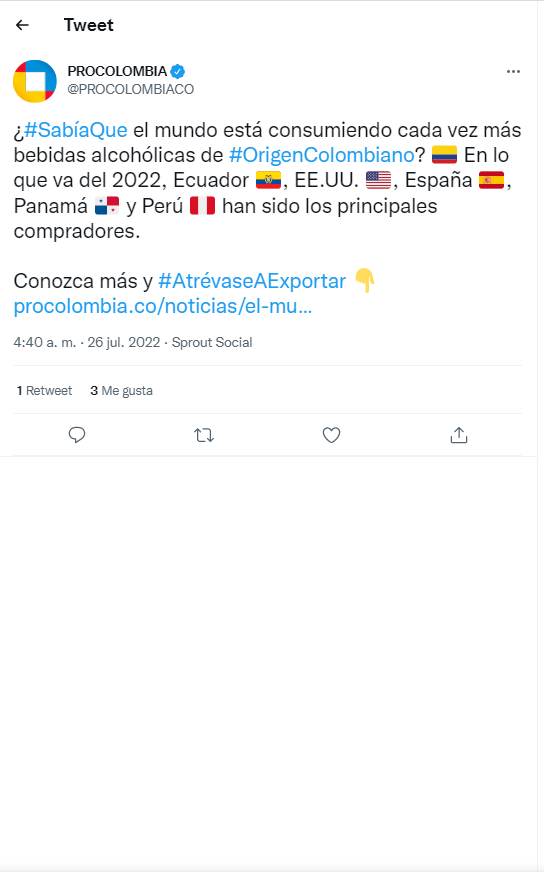 Tweet
PROCOLOMBIA
@PROCOLOMBIACO
¿#SabíaQue el mundo está consumiendo cada vez más
bebidas alcohólicas de #OrigenColombiano? 🇨🇴 En lo
que va del 2022, Ecuador 🇪🇨, EE.UU. 🇺🇸, España 🇪🇸,
Panamá 🇵🇦 y Perú 🇵🇪 han sido los principales
compradores.
Conozca más y #AtrévaseAExportar 👇
procolombia.co/noticias/el-mu...
4:40 a. m. · 26 jul. 2022 · Sprout Social
1 Retweet 3 Me gusta